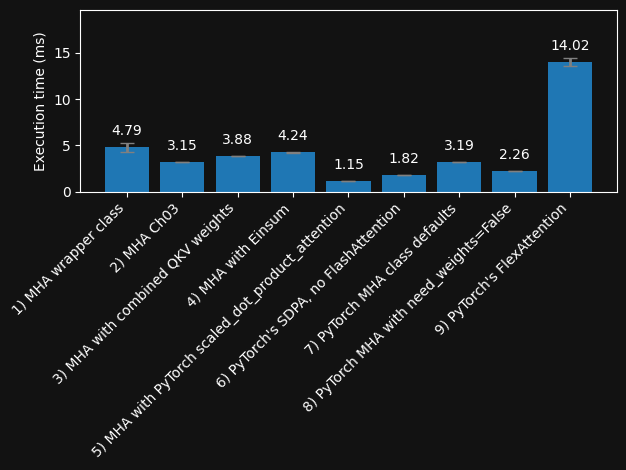 Execution time (ms)
15
10
5
0
4.79
3.15
3.88
4.24
1.15
1.82
3.19
2.26
14.02
1) MHA wrapper class
2) MHA Ch03
3) MHA with combined QKV weights
4) MHA with Einsum
5) MHA with PyTorch scaled_dot_product_attention
6) PyTorch's SDPA, no FlashAttention
7) PyTorch MHA class defaults
8) PyTorch MHA with need_weights=False
9) PyTorch's FlexAttention